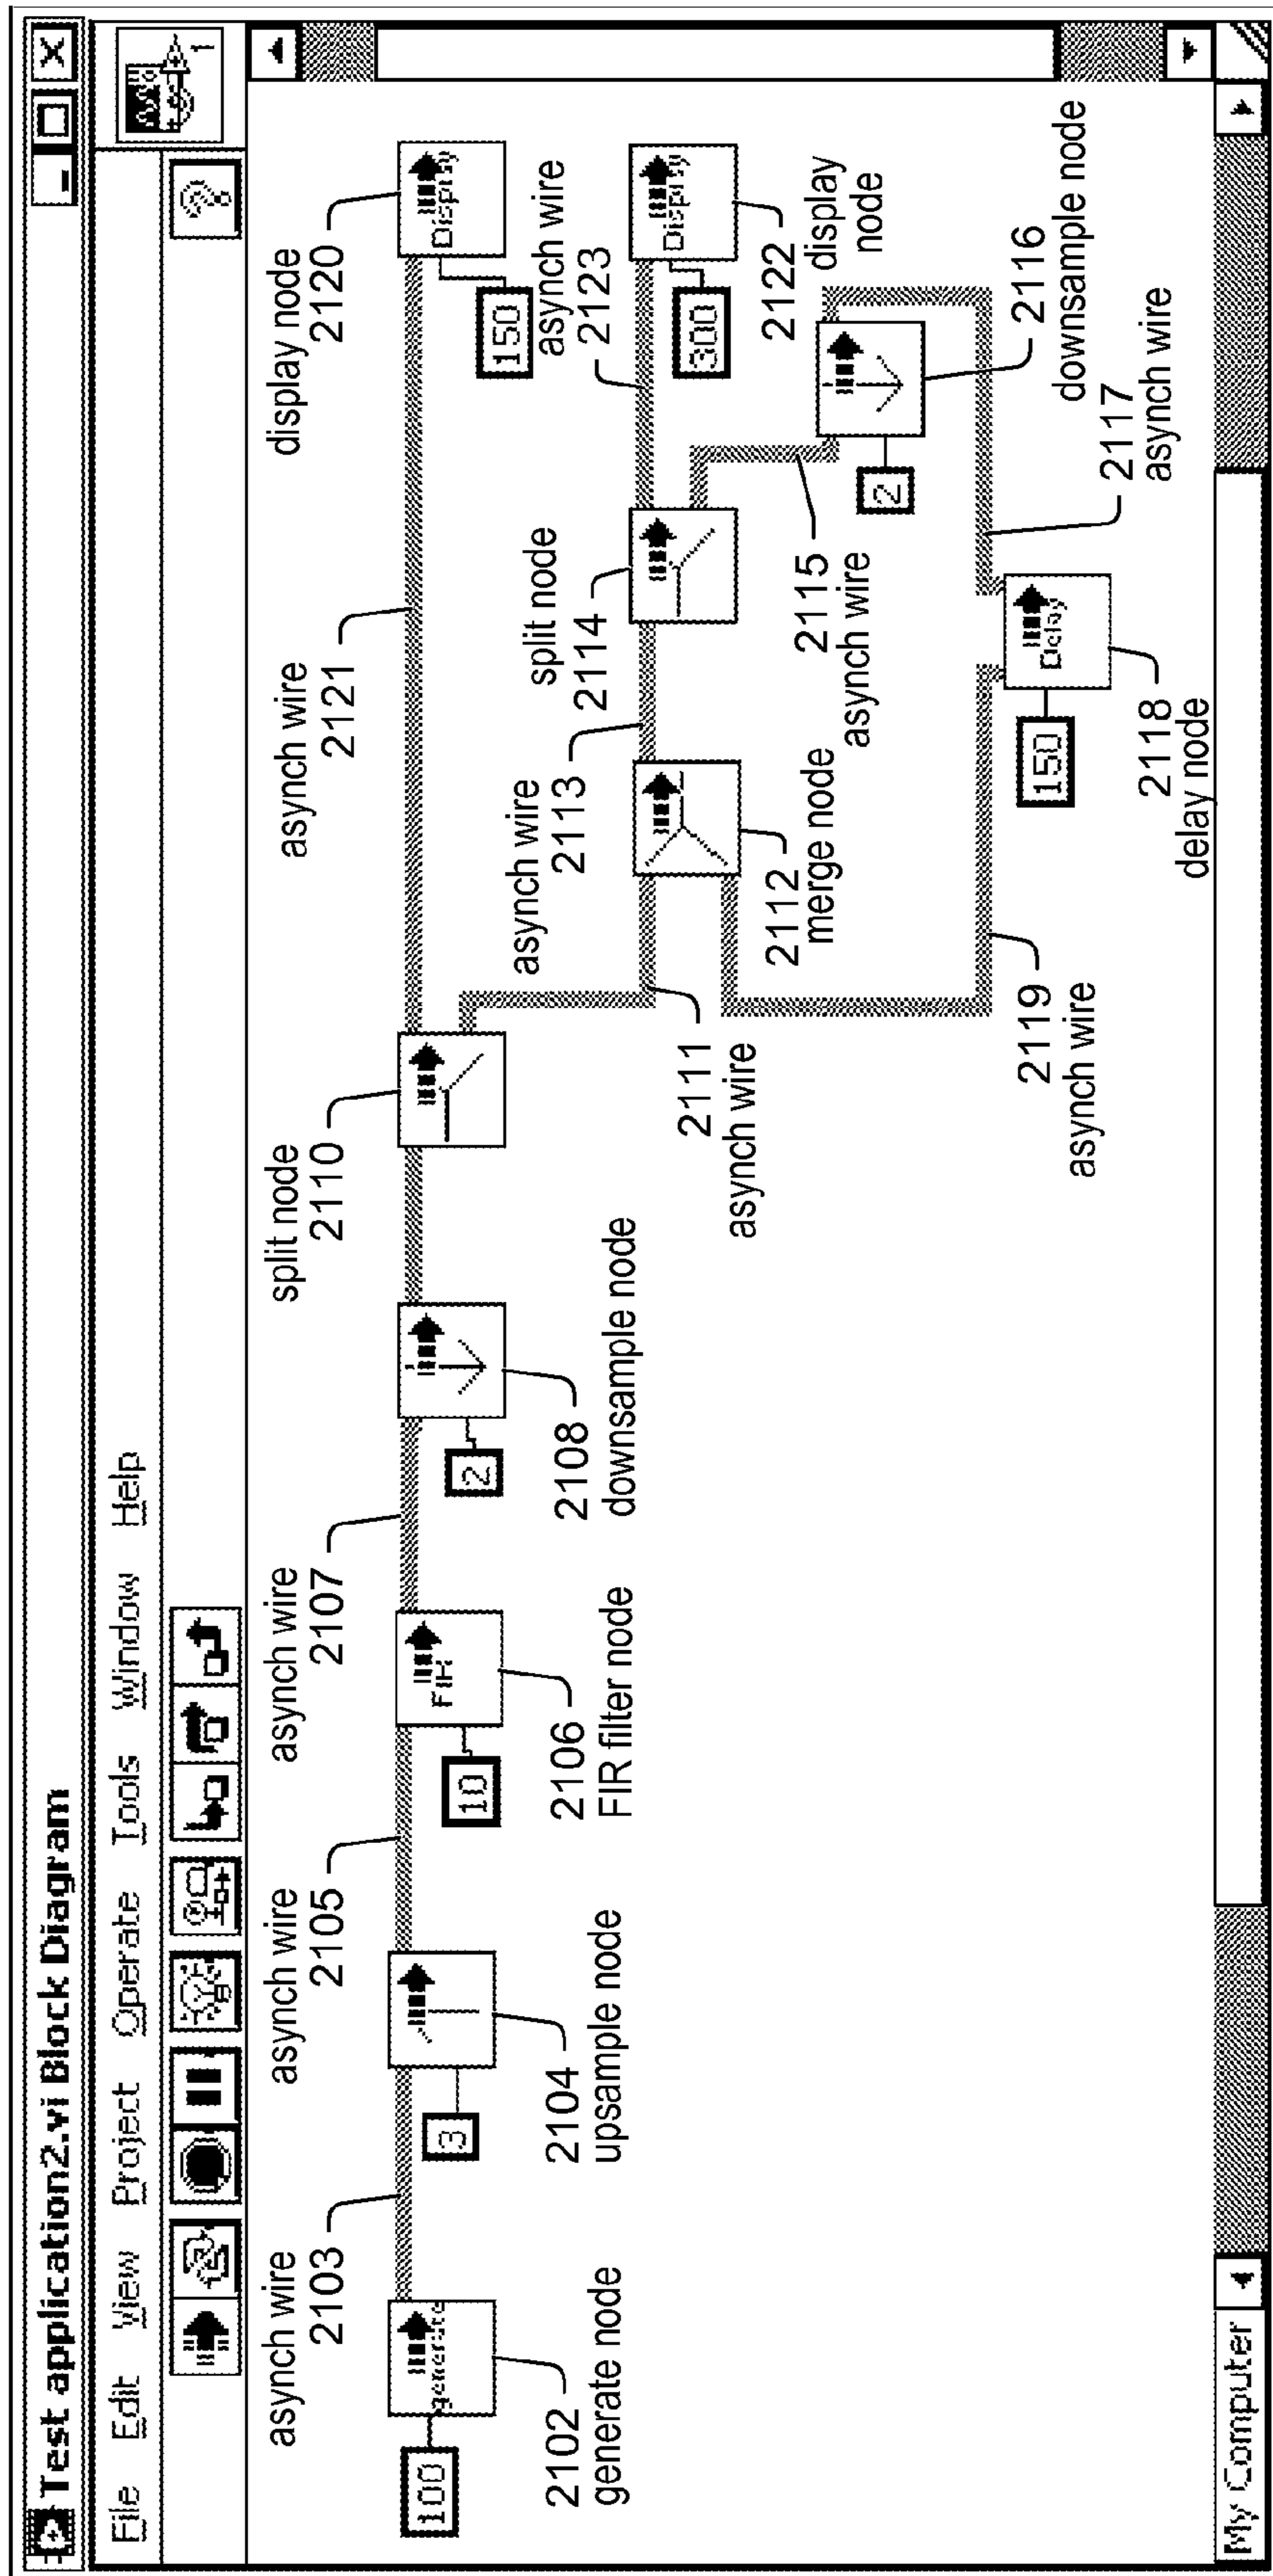 Test application2.vi Block Diagram
File Edit View Project Operate Tools Window Help
?
1
asynch wire
2103
asynch wire
2105
asynch wire
2107
split node
2110
asynch wire
2121
display node
2120
100
generate
2102
generate node
3
2104
upsample node
10
FIR
2106
FIR filter node
2
2108
downsample node
Display
150
asynch wire
2123
asynch wire
2113
split node
2114
Display
300
2122
display
node
2111
asynch wire
2112
merge node
2115
asynch wire
2
2116
downsample node
2117
asynch wire
2119
asynch wire
150
Delay
2118
delay node
My Computer